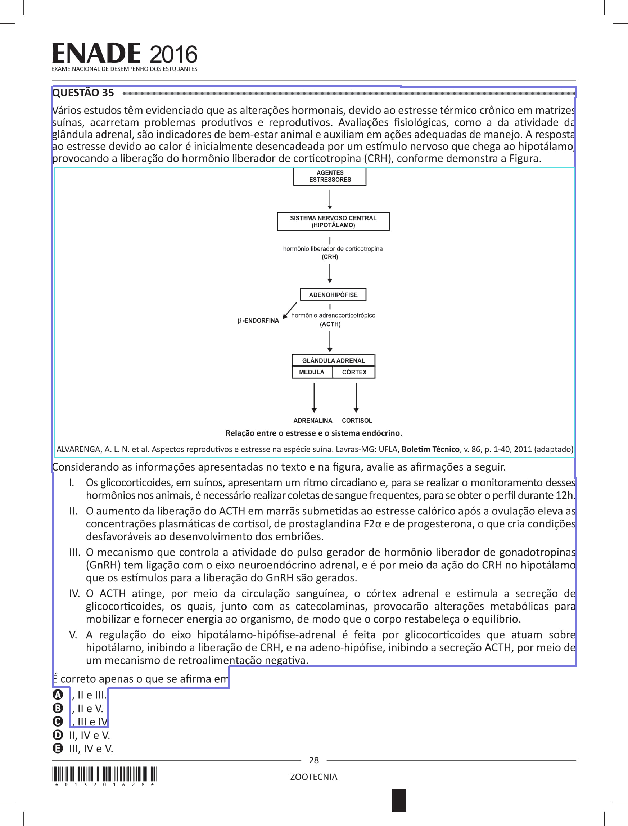 ENADE 2016
EXAME NACIONAL DE DESEMPENHO DOS ESTUDANTES
QUESTÃO 35
Vários estudos têm evidenciado que as alterações hormonais, devido ao estresse térmico crônico em matrizes
suínas, acarretam problemas produtivos e reprodutivos. Avaliações fisiológicas, como a da atividade da
glândula adrenal, são indicadores de bem-estar animal e auxiliam em ações adequadas de manejo. A resposta
ao estresse devido ao calor é inicialmente desencadeada por um estímulo nervoso que chega ao hipotálamo,
provocando a liberação do hormônio liberador de corticotropina (CRH), conforme demonstra a Figura.
AGENTES
ESTRESSORES
SISTEMA NERVOSO CENTRAL
(HIPOTÁLAMO)
hormônio liberador de corticotropina
(CRH)
ADENOHIPÓFISE
β-ENDORFINA
hormônio adrenocorticotrópico
(ACTH)
GLÂNDULA ADRENAL
MEDULA CÓRTEX
ADRENALINA CORTISOL
Relação entre o estresse e o sistema endócrino.
ALVARENGA, A. L. N. et al. Aspectos reprodutivos e estresse na espécie suína. Lavras-MG: UFLA, Boletim Técnico, v. 86, p. 1-40, 2011 (adaptado)
Considerando as informações apresentadas no texto e na figura, avalie as afirmações a seguir.
I. Os glicocorticoides, em suínos, apresentam um ritmo circadiano e, para se realizar o monitoramento desses
hormônios nos animais, é necessário realizar coletas de sangue frequentes, para se obter o perfil durante 12h.
II. O aumento da liberação do ACTH em marrãs submetidas ao estresse calórico após a ovulação eleva as
concentrações plasmáticas de cortisol, de prostaglandina F2α e de progesterona, o que cria condições
desfavoráveis ao desenvolvimento dos embriões.
III. O mecanismo que controla a atividade do pulso gerador de hormônio liberador de gonadotropinas
(GnRH) tem ligação com o eixo neuroendócrino adrenal, e é por meio da ação do CRH no hipotálamo
que os estímulos para a liberação do GnRH são gerados.
IV. O ACTH atinge, por meio da circulação sanguínea, o córtex adrenal e estimula a secreção de
glicocorticoides, os quais, junto com as catecolaminas, provocarão alterações metabólicas para
mobilizar e fornecer energia ao organismo, de modo que o corpo restabeleça o equilíbrio.
V. A regulação do eixo hipotálamo-hipófise-adrenal é feita por glicocorticoides que atuam sobre
hipotálamo, inibindo a liberação de CRH, e na adeno-hipófise, inibindo a secreção ACTH, por meio de
um mecanismo de retroalimentação negativa.
É correto apenas o que se afirma em
A I, II e III.
B I, II e V.
C I, III e IV
D II, IV e V.
E III, IV e V.
28
ZOOTECNIA